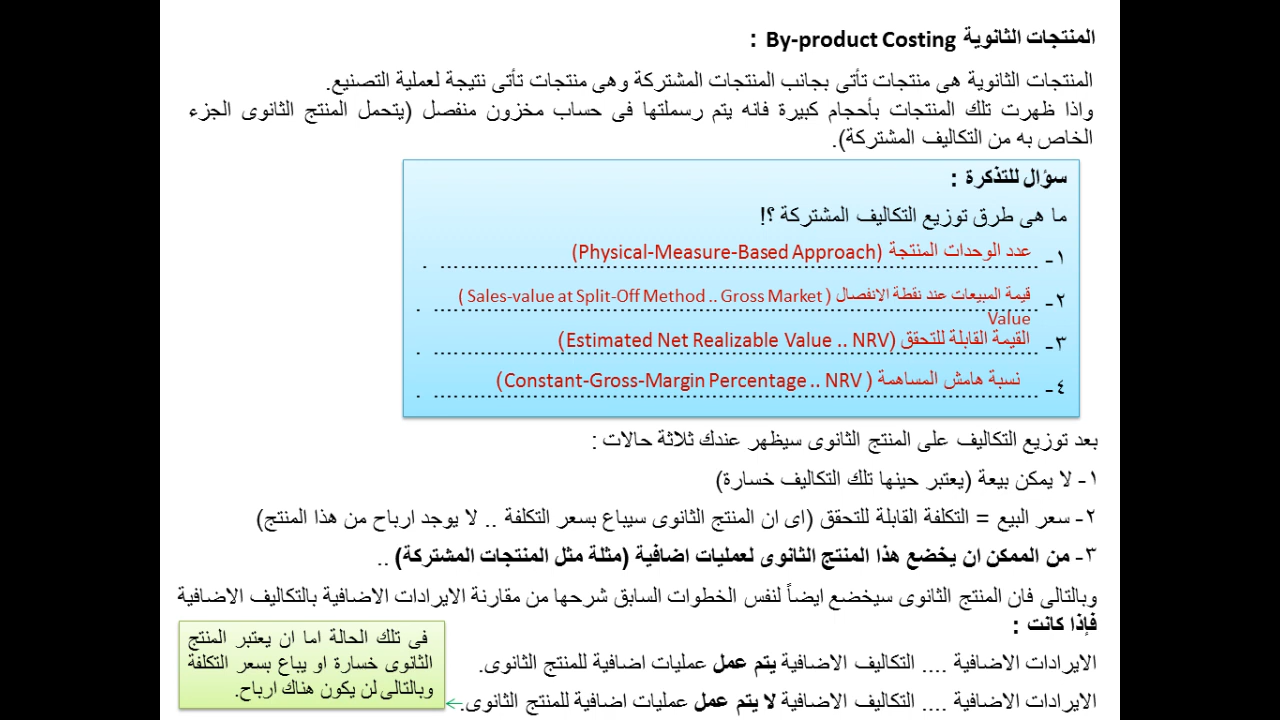 المنتجات الثانوية By-product Costing :
المنتجات الثانوية هى منتجات تأتى بجانب المنتجات المشتركة وهى منتجات تأتى نتيجة لعملية التصنيع.
واذا ظهرت تلك المنتجات بأحجام كبيرة فانه يتم رسملتها فى حساب مخزون منفصل (يتحمل المنتج الثانوى الجزء
الخاص به من التكاليف المشتركة).
سؤال للتذكرة :
ما هى طرق توزيع التكاليف المشتركة ؟!
١- عدد الوحدات المنتجة (Physical-Measure-Based Approach)
٢- قيمة المبيعات عند نقطة الانفصال ( Sales-value at Split-Off Method .. Gross Market
Value
٣- القيمة القابلة للتحقق (Estimated Net Realizable Value .. NRV)
٤- نسبة هامش المساهمة (Constant-Gross-Margin Percentage .. NRV )
بعد توزيع التكاليف على المنتج الثانوى سيظهر عندك ثلاثة حالات :
١- لا يمكن بيعة (يعتبر حينها تلك التكاليف خسارة)
٢- سعر البيع = التكلفة القابلة للتحقق (اى ان المنتج الثانوى سيباع بسعر التكلفة .. لا يوجد ارباح من هذا المنتج)
٣- من الممكن ان يخضع هذا المنتج الثانوى لعمليات اضافية (مثلة مثل المنتجات المشتركة) ..
وبالتالى فان المنتج الثانوى سيخضع ايضاً لنفس الخطوات السابق شرحها من مقارنة الايرادات الاضافية بالتكاليف الاضافية
فإذا كانت :
الايرادات الاضافية .... التكاليف الاضافية يتم عمل عمليات اضافية للمنتج الثانوى.
الايرادات الاضافية .... التكاليف الاضافية لا يتم عمل عمليات اضافية للمنتج الثانوى.
فى تلك الحالة اما ان يعتبر المنتج
الثانوى خسارة او يباع بسعر التكلفة
وبالتالى لن يكون هناك ارباح.